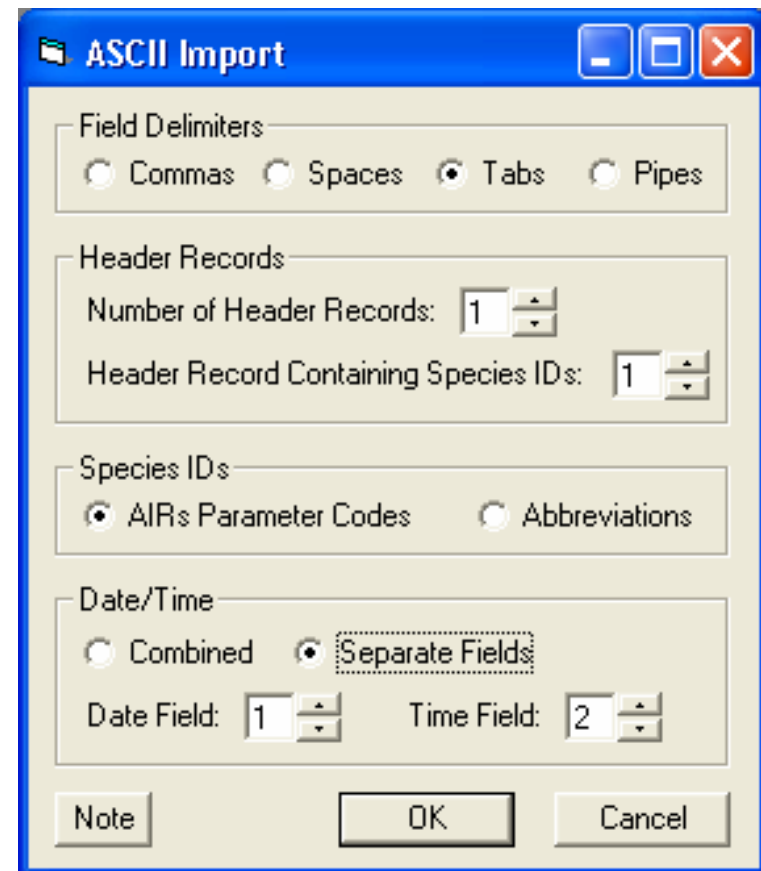 ASCII Import
Field Delimiters
Commas Spaces Tabs Pipes
Header Records
Number of Header Records: 1
Header Record Containing Species IDs: 1
Species IDs
AIRs Parameter Codes Abbreviations
Date/Time
Combined Separate Fields
Date Field: 1 Time Field: 2
Note OK Cancel